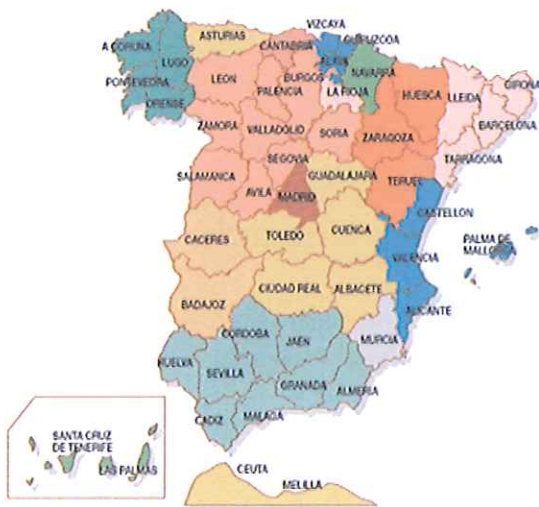 VIZCAYA
ASTURIAS
CANTABRIA
GUIPUZCOA
A CORUÑA
LUGO
ALAVA
NAVARRA
PONTEVEDRA
LEON
BURGOS
PALENCIA
LA RIOJA
HUESCA
LLEIDA
GIRONA
ORENSE
BARCELONA
ZAMORA
VALLADOLID
SORIA
ZARAGOZA
TARRAGONA
SEGOVIA
SALAMANCA
GUADALAJARA
TERUEL
AVILA
MADRID
CASTELLON
CACERES
TOLEDO
CUENCA
PALMA DE
MALLORCA
VALENCIA
CIUDAD REAL
ALBACETE
BADAJOZ
ALICANTE
CORDOBA
MURCIA
JAEN
HUELVA
SEVILLA
GRANADA
ALMERIA
CADIZ
MALAGA
SANTA CRUZ
DE TENERIFE
LAS PALMAS
CEUTA
MELILLA